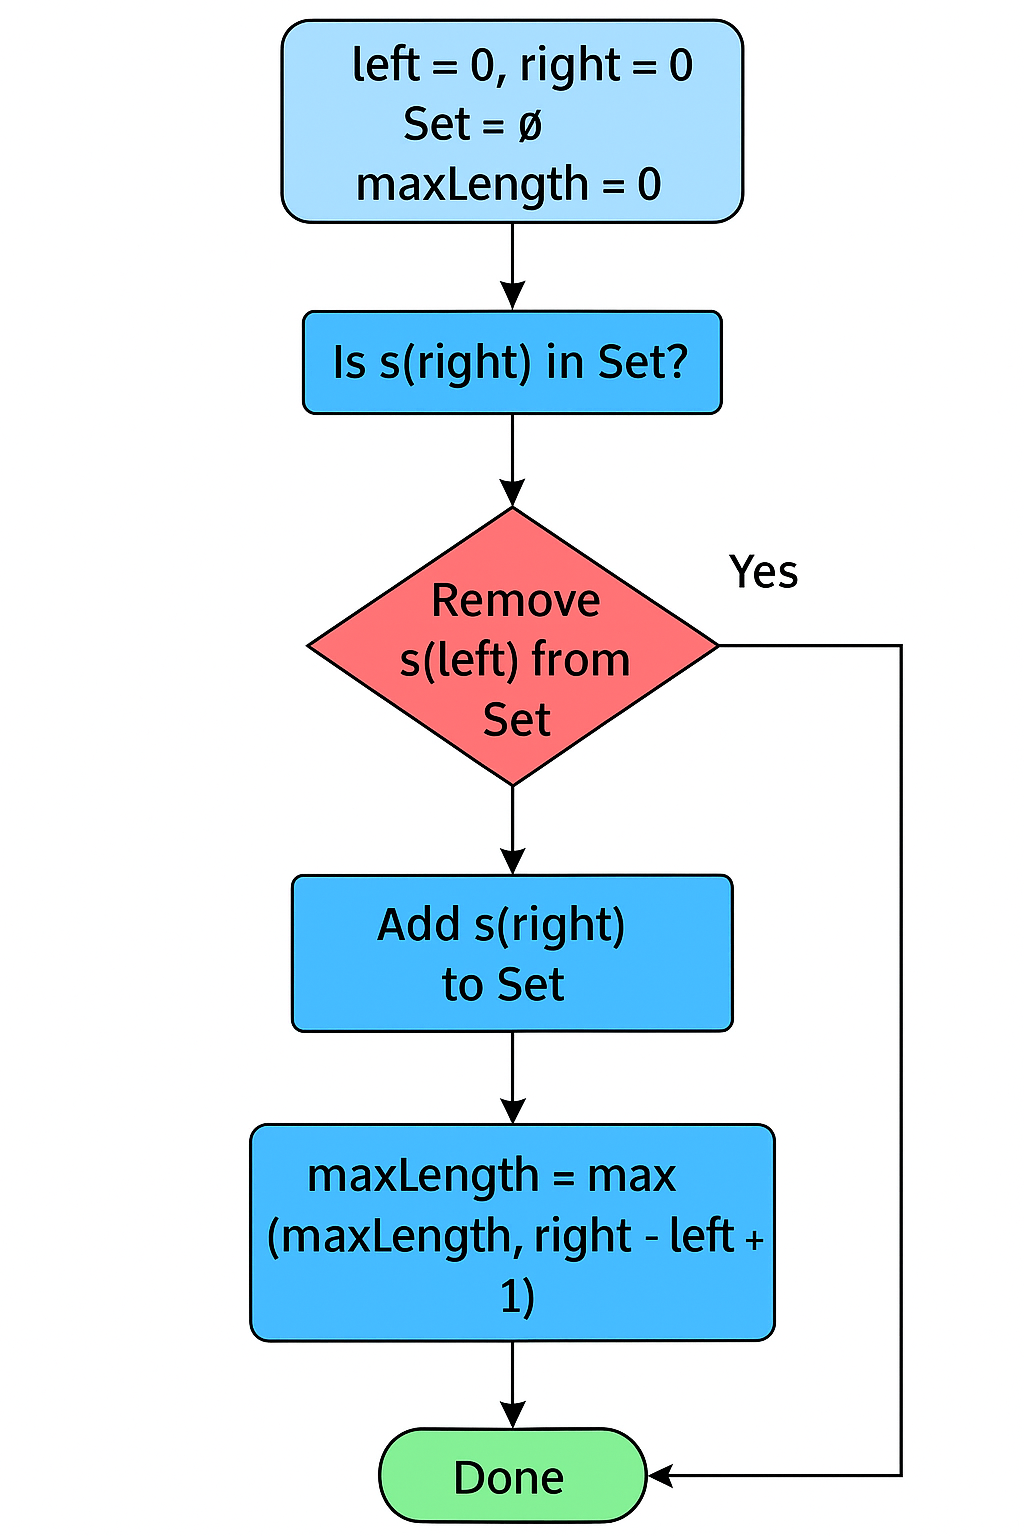 left = 0, right = 0
Set = ø
maxLength = 0
Is s(right) in Set?
Remove
s(left) from
Set
Yes
Add s(right)
to Set
maxLength = max
(maxLength, right - left +
1)
Done